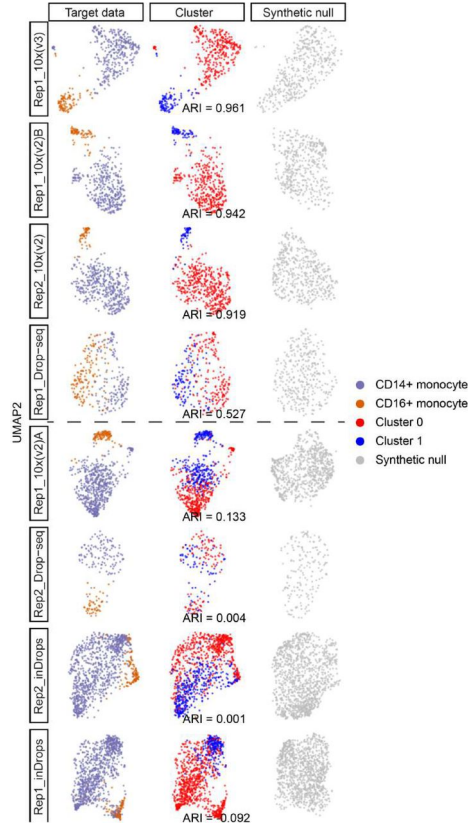 Target data
Cluster
Synthetic null
Rep1_10x(v3)
ARI = 0.961
Rep1_10x(v2)B
ARI = 0.942
Rep2_10x(v2)
ARI = 0.919
Rep1_Drop-seq
ARI = 0.527
UMAP2
CD14+ monocyte
CD16+ monocyte
Cluster 0
Cluster 1
Synthetic null
Rep1_10x(v2)A
ARI = 0.133
Rep2_Drop-seq
ARI = 0.004
Rep2_inDrops
ARI = 0.001
Rep1_inDrops
ARI = -0.092